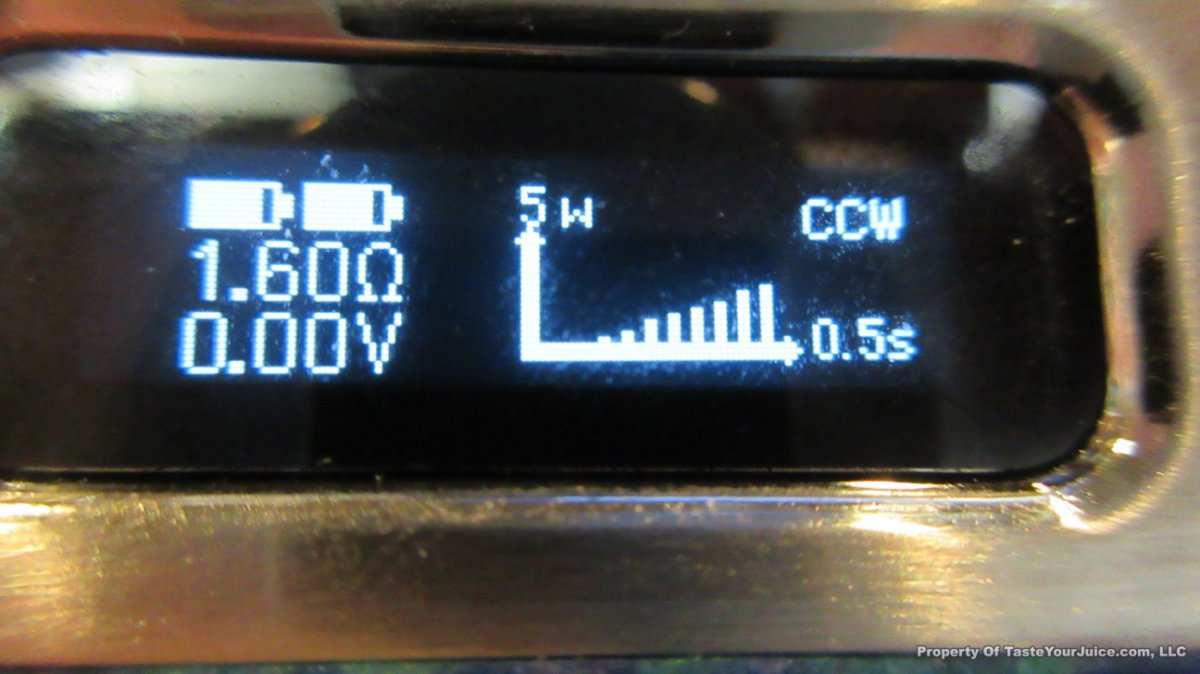 1.60Ω
0.00V
5W
CCW
0.5s
Property Of TasteYourJuice.com, LLC